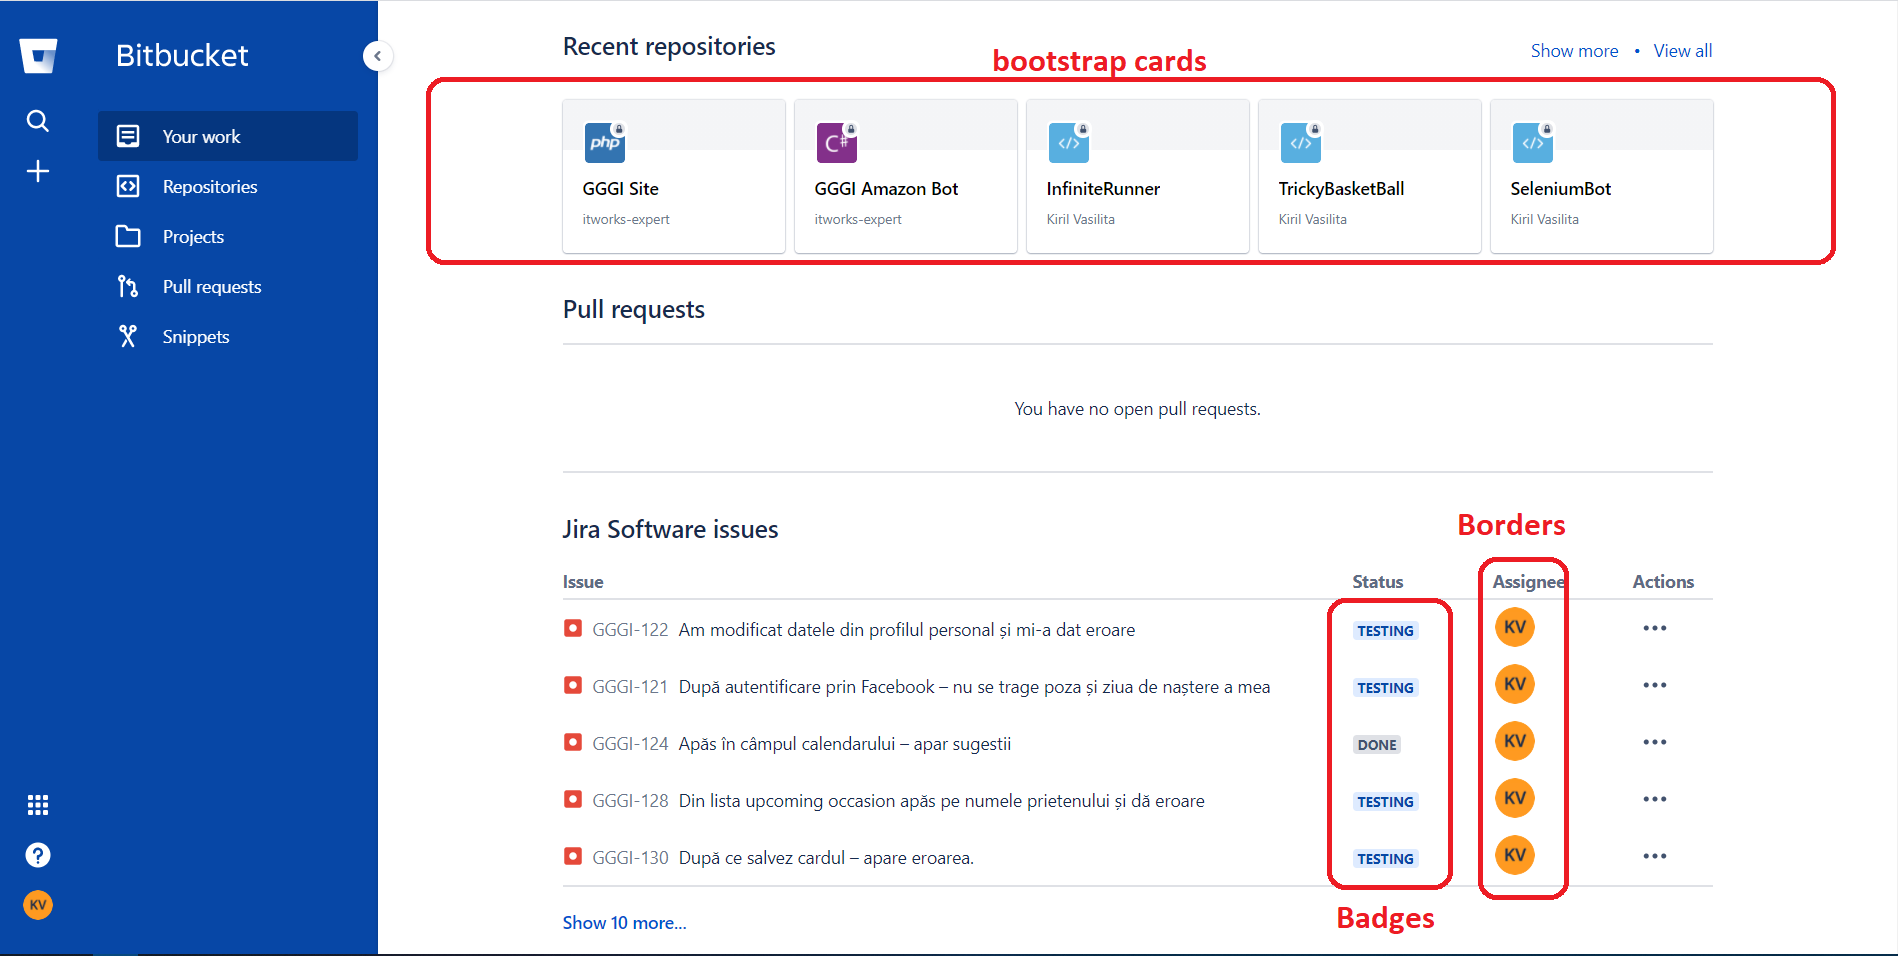 Bitbucket
Your work
Repositories
Projects
Pull requests
Snippets
KV
Recent repositories
bootstrap cards
Show more • View all
php
GGGI Site
itworks-expert
C#
GGGI Amazon Bot
itworks-expert
</>
InfiniteRunner
Kiril Vasilita
</>
TrickyBasketBall
Kiril Vasilita
</>
SeleniumBot
Kiril Vasilita
Pull requests
You have no open pull requests.
Jira Software issues
Borders
Issue Status Assignee Actions
GGGI-122 Am modificat datele din profilul personal și mi-a dat eroare TESTING KV
GGGI-121 După autentificare prin Facebook – nu se trage poza și ziua de naștere a mea TESTING KV
GGGI-124 Apăs în câmpul calendarului – apar sugestii DONE KV
GGGI-128 Din lista upcoming occasion apăs pe numele prietenului și dă eroare TESTING KV
GGGI-130 După ce salvez cardul – apare eroarea. TESTING KV
Badges
Show 10 more...